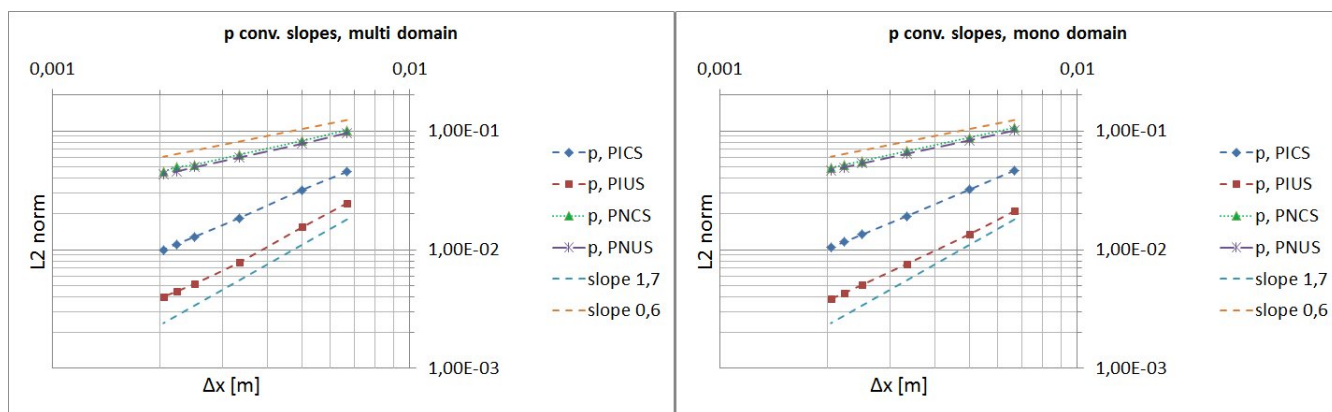 p conv. slopes, multi domain
0,001
0,01
1,00E-01
1,00E-02
1,00E-03
L2 norm
Δx [m]
p, PICS
p, PIUS
p, PNCS
p, PNUS
slope 1,7
slope 0,6
p conv. slopes, mono domain
0,001
0,01
1,00E-01
1,00E-02
1,00E-03
L2 norm
Δx [m]
p, PICS
p, PIUS
p, PNCS
p, PNUS
slope 1,7
slope 0,6